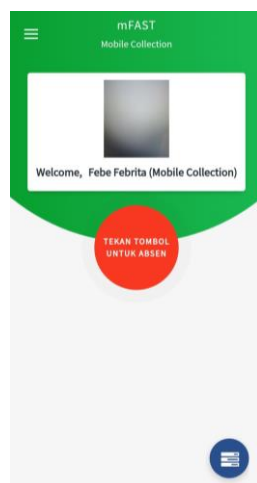 mFAST
Mobile Collection
Welcome, Febe Febrita (Mobile Collection)
TEKAN TOMBOL
UNTUK ABSEN